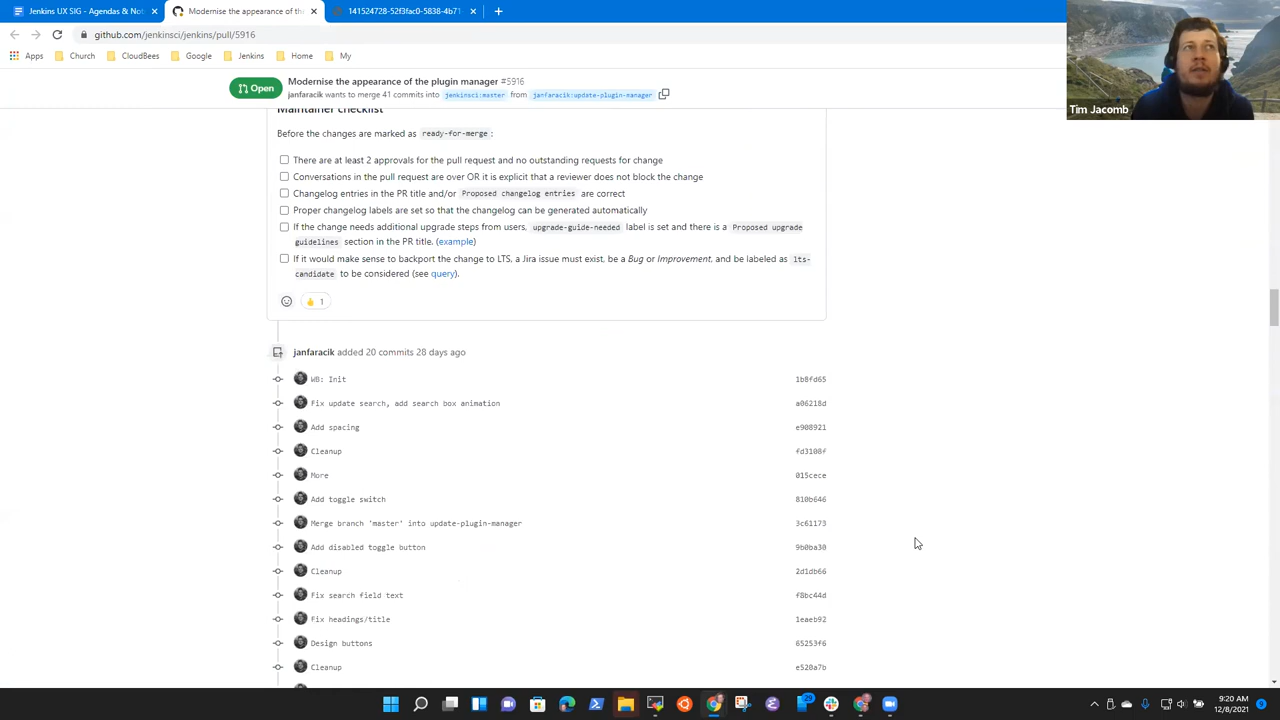 Jenkins UX SIG - Agendas & Not
Modernise the appearance of the
141524728-52f3fac0-5838-4b71
github.com/jenkinsci/jenkins/pull/5916
Apps
Church
CloudBees
Google
Jenkins
Home
My
Open
Modernise the appearance of the plugin manager #5916
janfaracik wants to merge 41 commits into jenkinsci:master from janfaracik:update-plugin-manager
Tim Jacomb
Maintainer checklist
Before the changes are marked as ready-for-merge :
There are at least 2 approvals for the pull request and no outstanding requests for change
Conversations in the pull request are over OR it is explicit that a reviewer does not block the change
Changelog entries in the PR title and/or Proposed changelog entries are correct
Proper changelog labels are set so that the changelog can be generated automatically
If the change needs additional upgrade steps from users, upgrade-guide-needed label is set and there is a Proposed upgrade
guidelines section in the PR title. (example)
If it would make sense to backport the change to LTS, a Jira issue must exist, be a Bug or Improvement, and be labeled as lts-
candidate to be considered (see query).
1
janfaracik added 20 commits 28 days ago
WB: Init 1b8fd65
Fix update search, add search box animation a06218d
Add spacing e908921
Cleanup fd3108f
More 015cece
Add toggle switch 810b646
Merge branch 'master' into update-plugin-manager 3c61173
Add disabled toggle button 9b0ba30
Cleanup 2d1db66
Fix search field text f8bc44d
Fix headings/title 1eaeb92
Design buttons 65253f6
Cleanup e520a7b
9:20 AM
12/8/2021